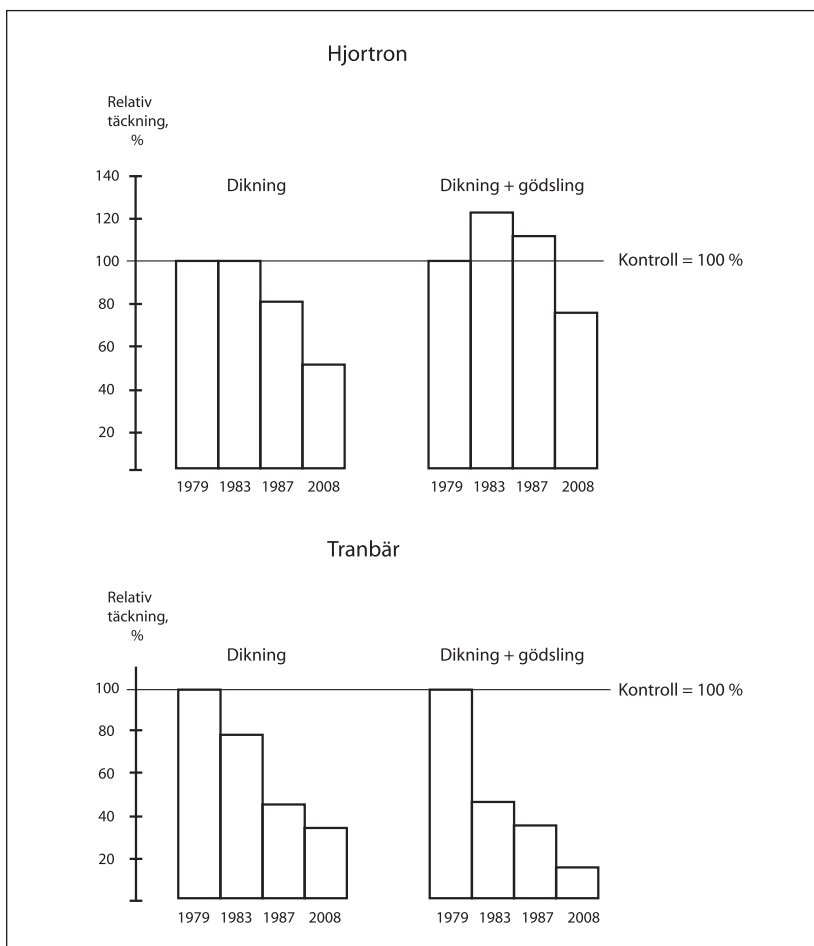 Hjortron
Relativ
täckning,
%
140
120
100
80
60
40
20
Dikning
Dikning + gödsling
Kontroll = 100 %
1979 1983 1987 2008
1979 1983 1987 2008
Tranbär
Relativ
täckning,
%
100
80
60
40
20
Dikning
Dikning + gödsling
Kontroll = 100 %
1979 1983 1987 2008
1979 1983 1987 2008